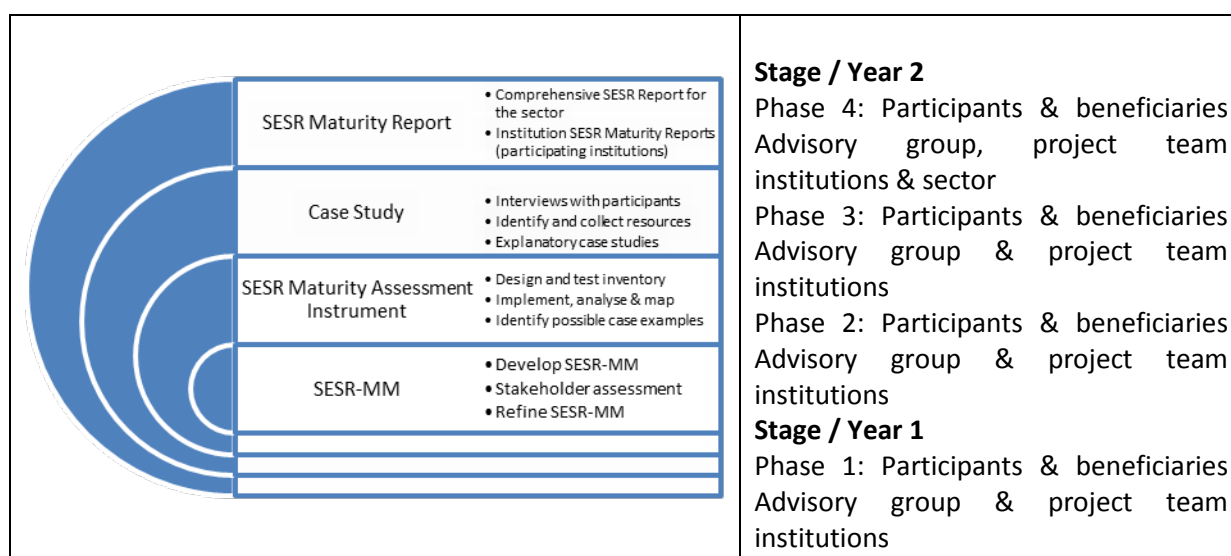 SESR Maturity Report
• Comprehensive SESR Report for
the sector
• Institution SESR Maturity Reports
(participating institutions)
Case Study
• Interviews with participants
• Identify and collect resources
• Explanatory case studies
SESR Maturity Assessment
Instrument
• Design and test inventory
• Implement, analyse & map
• Identify possible case examples
SESR-MM
• Develop SESR-MM
• Stakeholder assessment
• Refine SESR-MM
Stage / Year 2
Phase 4: Participants & beneficiaries
Advisory group, project team
institutions & sector
Phase 3: Participants & beneficiaries
Advisory group & project team
institutions
Phase 2: Participants & beneficiaries
Advisory group & project team
institutions
Stage / Year 1
Phase 1: Participants & beneficiaries
Advisory group & project team
institutions